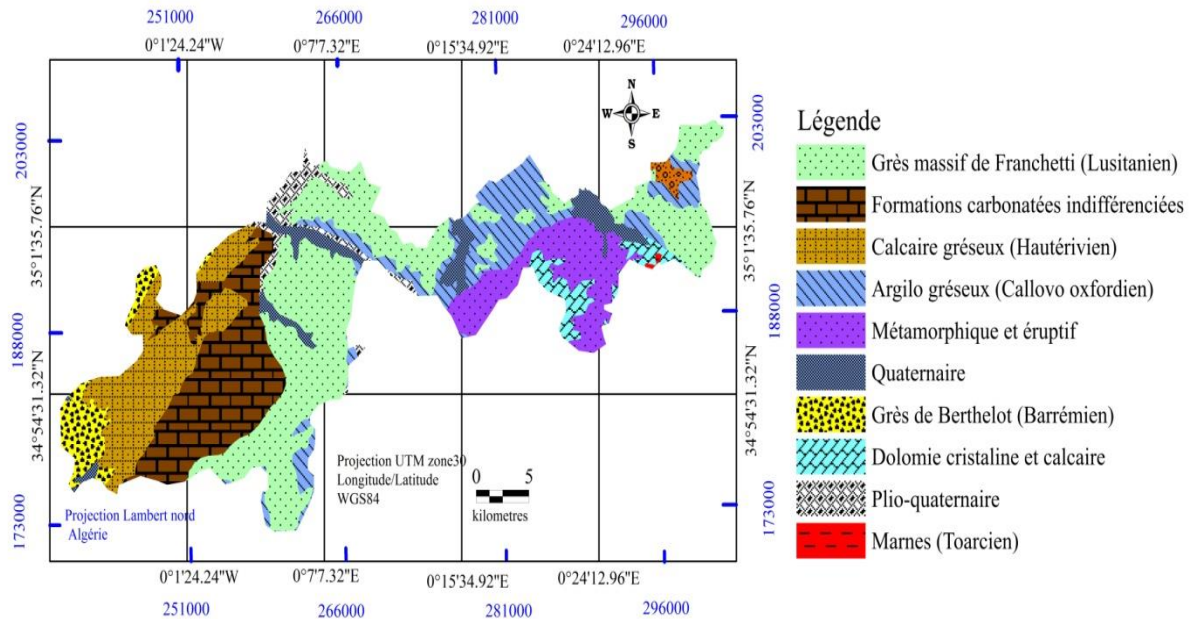 251000 266000 281000 296000
0°1'24.24"W 0°7'7.32"E 0°15'34.92"E 0°24'12.96"E
N
W E
S
203000
203000
35°1'35.76"N
35°1'35.76"N
188000
188000
34°54'31.32"N
34°54'31.32"N
173000
173000
Projection UTM zone30
Longitude/Latitude
WGS84
0 5
kilometres
Projection Lambert nord
Algérie
0°1'24.24"W 0°7'7.32"E 0°15'34.92"E 0°24'12.96"E
251000 266000 281000 296000
Légende
Grès massif de Franchetti (Lusitanien)
Formations carbonatées indifférenciées
Calcaire gréseux (Hautérivien)
Argilo gréseux (Callovo oxfordien)
Métamorphique et éruptif
Quaternaire
Grès de Berthelot (Barrémien)
Dolomie cristaline et calcaire
Plio-quaternaire
Marnes (Toarcien)